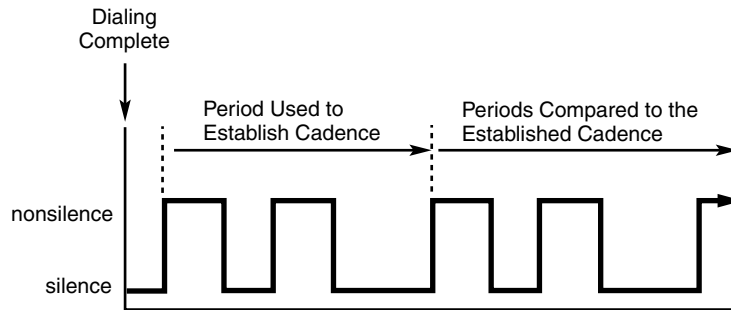 Dialing
Complete
Period Used to
Establish Cadence
Periods Compared to the
Established Cadence
nonsilence
silence